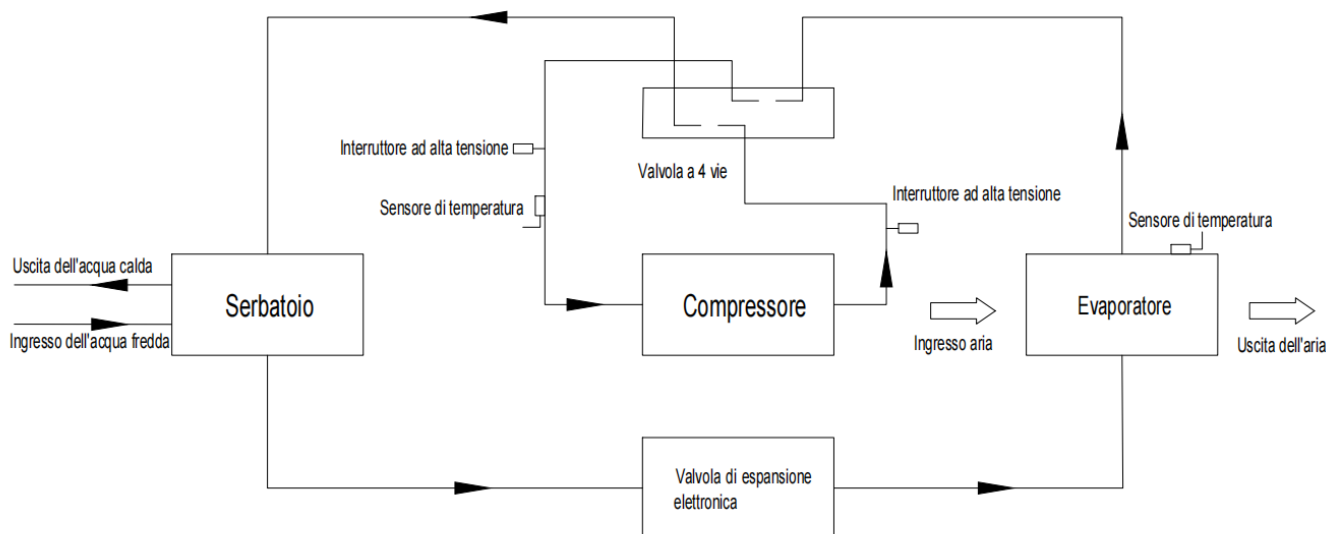 Interruttore ad alta tensione
Valvola a 4 vie
Interruttore ad alta tensione
Sensore di temperatura
Sensore di temperatura
Uscita dell'acqua calda
Serbatoio
Compressore
Evaporatore
Ingresso dell'acqua fredda
Ingresso aria
Uscita dell'aria
Valvola di espansione
elettronica